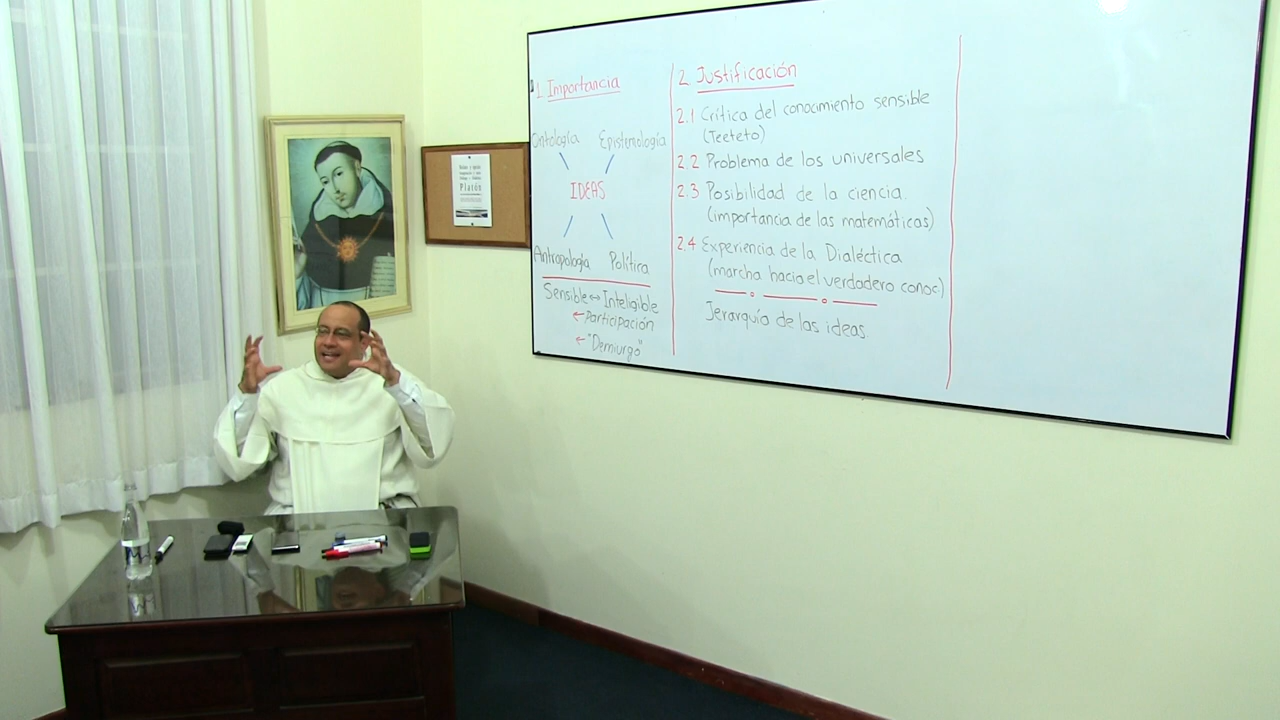 Platón
1. Importancia
Ontología Epistemología
IDEAS
Antropología Política
Sensible ↔ Inteligible
← Participación
← "Demiurgo"
2. Justificación
2.1 Crítica del conocimiento sensible
(Teeteto)
2.2 Problema de los universales
2.3 Posibilidad de la ciencia.
(importancia de las matemáticas)
2.4 Experiencia de la Dialéctica
(marcha hacia el verdadero conoc.)
Jerarquía de las ideas